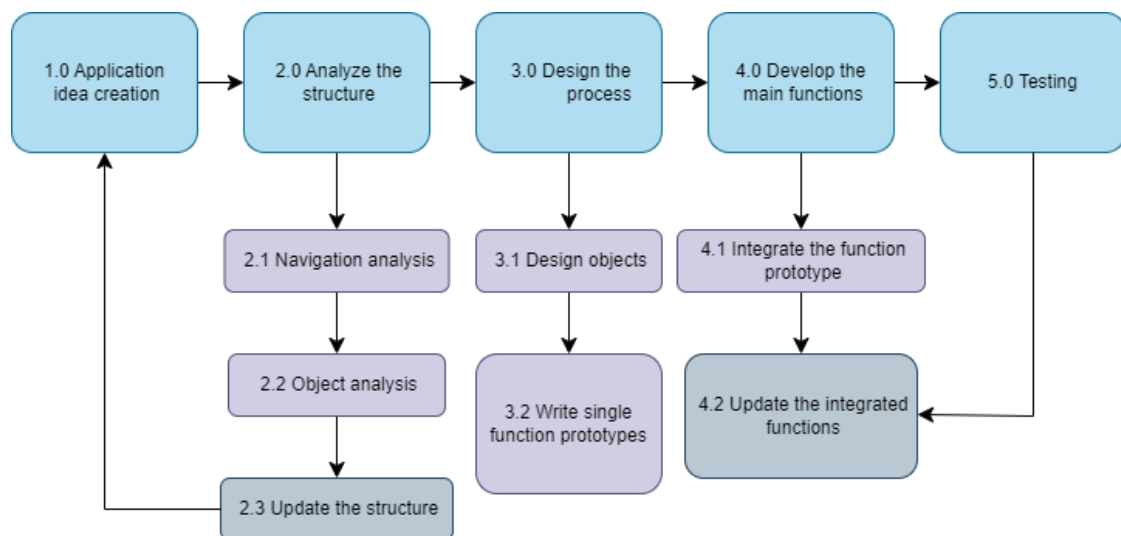 1.0 Application
idea creation
2.0 Analyze the
structure
3.0 Design the
process
4.0 Develop the
main functions
5.0 Testing
2.1 Navigation analysis
3.1 Design objects
4.1 Integrate the function
prototype
2.2 Object analysis
3.2 Write single
function prototypes
4.2 Update the integrated
functions
2.3 Update the structure